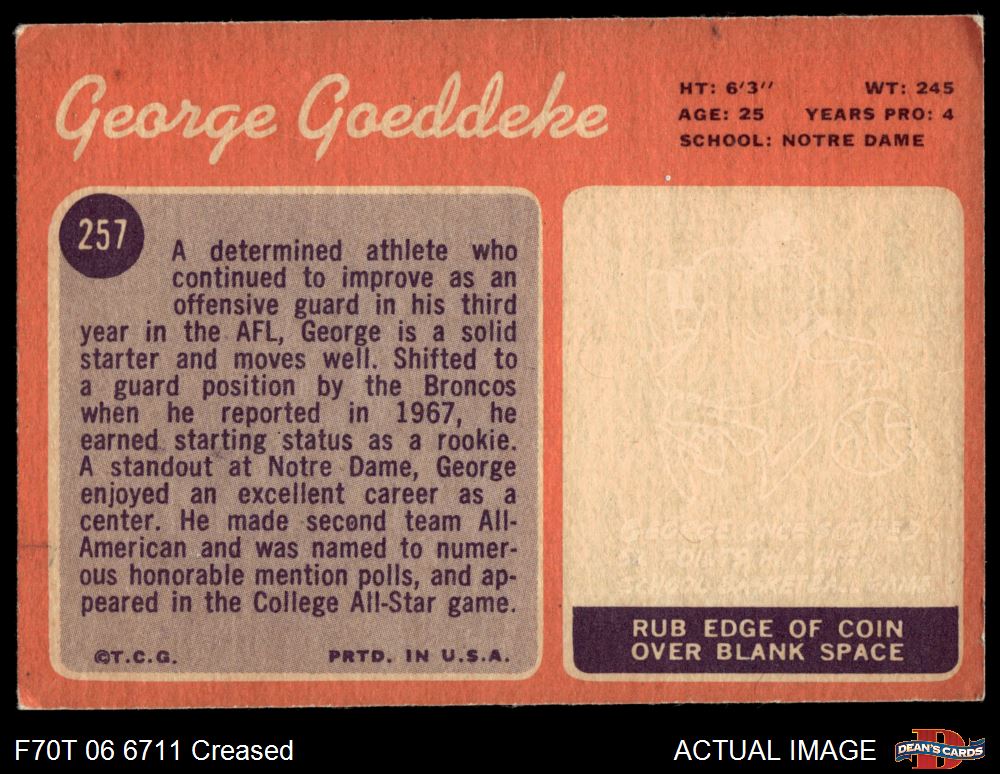 George Goeddeke
HT: 6'3" WT: 245
AGE: 25 YEARS PRO: 4
SCHOOL: NOTRE DAME
257
A determined athlete who
continued to improve as an
offensive guard in his third
year in the AFL, George is a solid
starter and moves well. Shifted to
a guard position by the Broncos
when he reported in 1967, he
earned starting status as a rookie.
A standout at Notre Dame, George
enjoyed an excellent career as a
center. He made second team All-
American and was named to numer-
ous honorable mention polls, and ap-
peared in the College All-Star game.
©T.C.G. PRTD. IN U.S.A.
GEORGE ONCE
RUB EDGE OF COIN
OVER BLANK SPACE
F70T 06 6711 Creased
ACTUAL IMAGE
D
DEAN'S CARDS